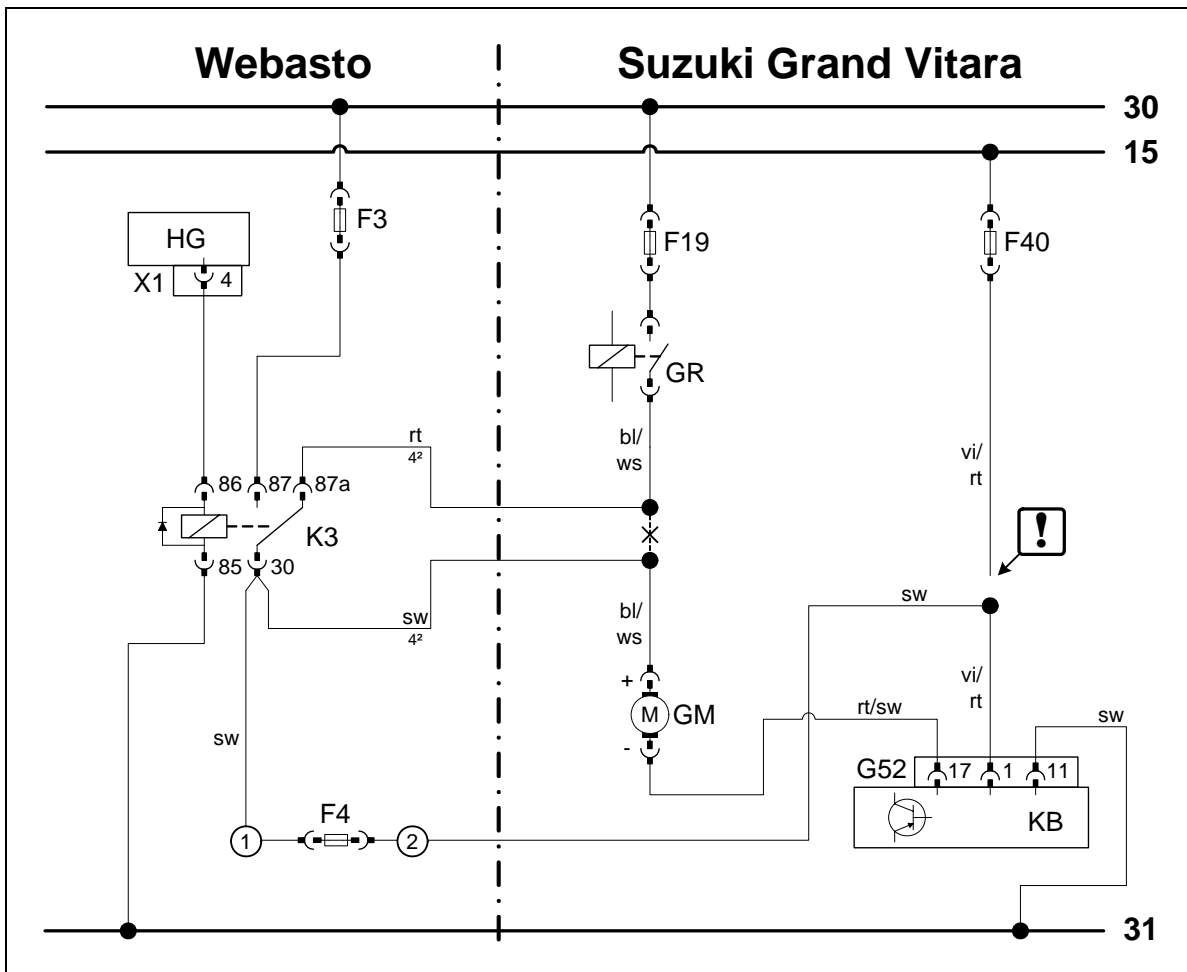 Webasto
Suzuki Grand Vitara
30
15
F3
F19
F40
HG
X1
4
GR
rt
4²
bl/
ws
vi/
rt
86
87
87a
K3
!
85
30
sw
4²
sw
bl/
ws
vi/
rt
+
M
GM
-
rt/sw
sw
sw
G52
17
1
11
KB
F4
1
2
31